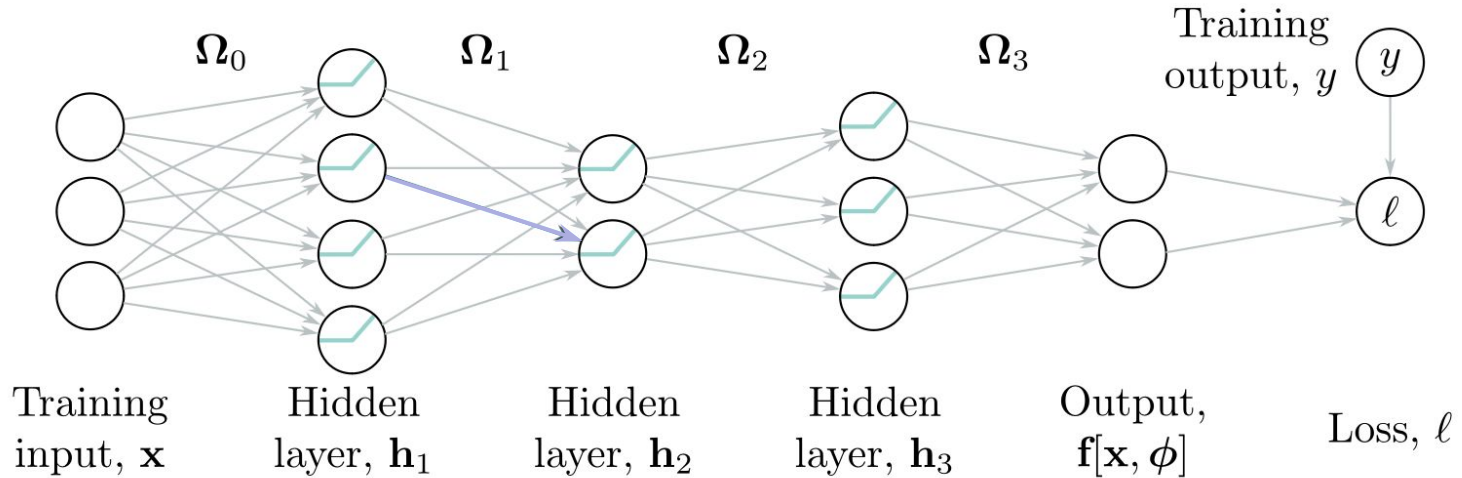 Ω₀
Ω₁
Ω₂
Ω₃
Training
output, y
y
ℓ
Training
input, x
Hidden
layer, h₁
Hidden
layer, h₂
Hidden
layer, h₃
Output,
f[x, ϕ]
Loss, ℓ